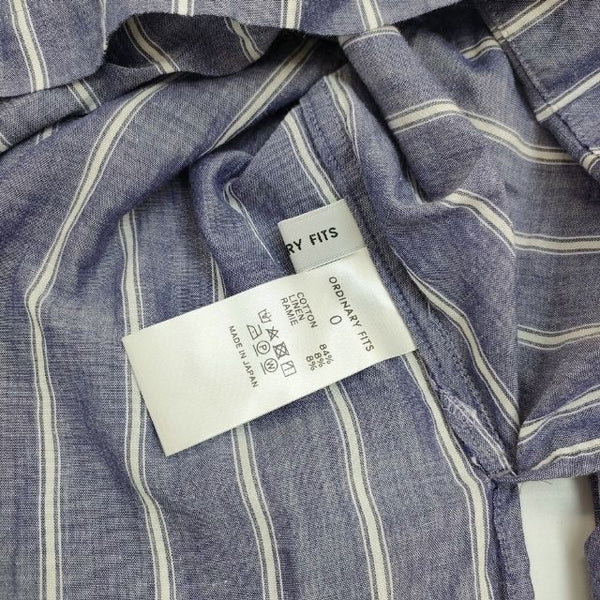 RY FITS
ORDINARY FITS
0
COTTON 84%
LINEN 8%
RAMIE 8%
P W
MADE IN JAPAN